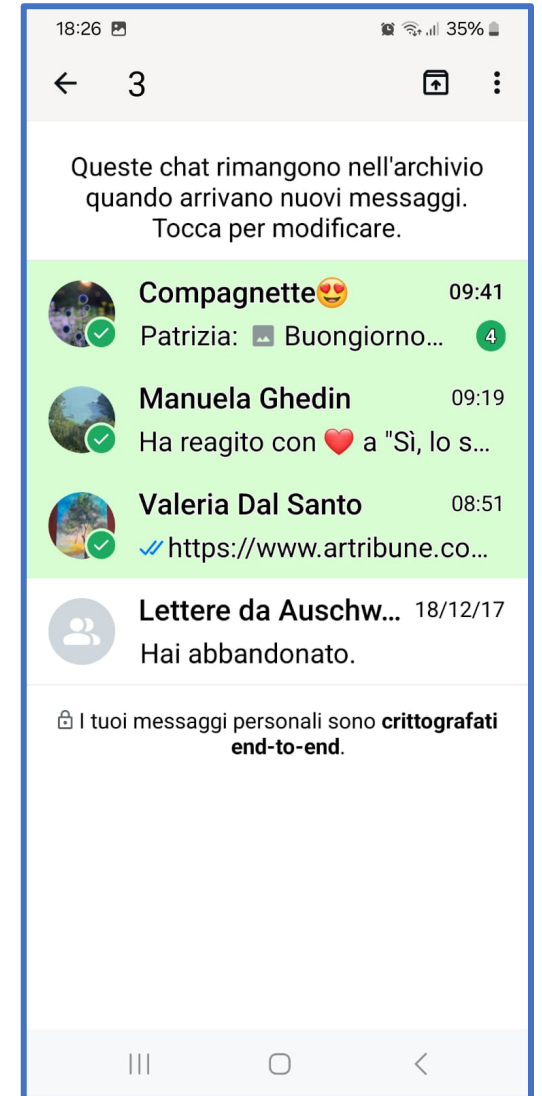 18:26 35%
3
Queste chat rimangono nell'archivio
quando arrivano nuovi messaggi.
Tocca per modificare.
Compagnette😍 09:41
Patrizia: Buongiorno... 4
Manuela Ghedin 09:19
Ha reagito con ❤️ a "Sì, lo s...
Valeria Dal Santo 08:51
https://www.artribune.co...
Lettere da Auschw... 18/12/17
Hai abbandonato.
I tuoi messaggi personali sono crittografati
end-to-end.